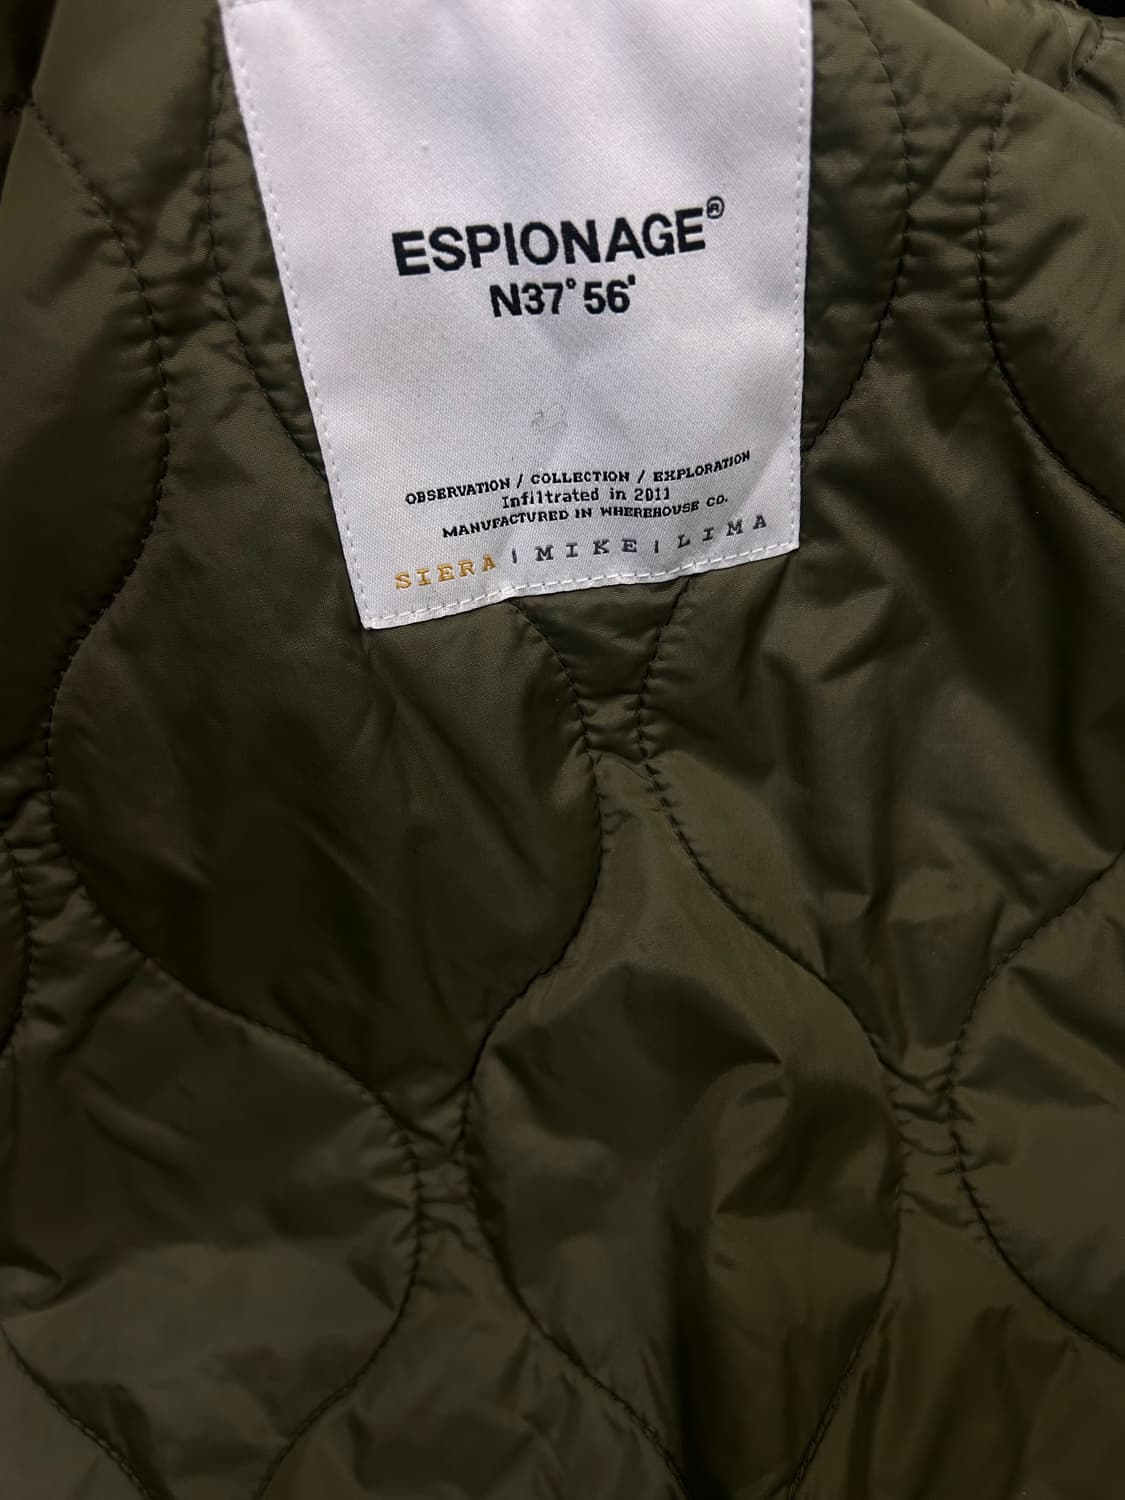 ESPIONAGE®
N37° 56'
OBSERVATION / COLLECTION / EXPLORATION
Infiltrated in 2011
MANUFACTURED IN WHEREHOUSE CO.
SIERA | MIKE | LIMA